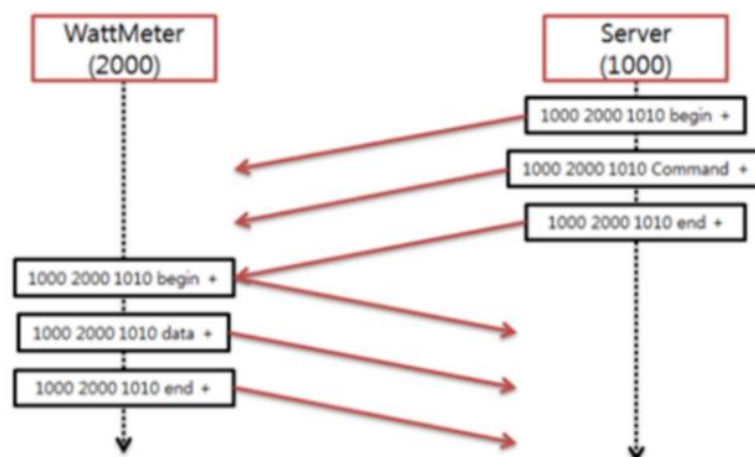 WattMeter
(2000)
Server
(1000)
1000 2000 1010 begin +
1000 2000 1010 Command +
1000 2000 1010 end +
1000 2000 1010 begin +
1000 2000 1010 data +
1000 2000 1010 end +